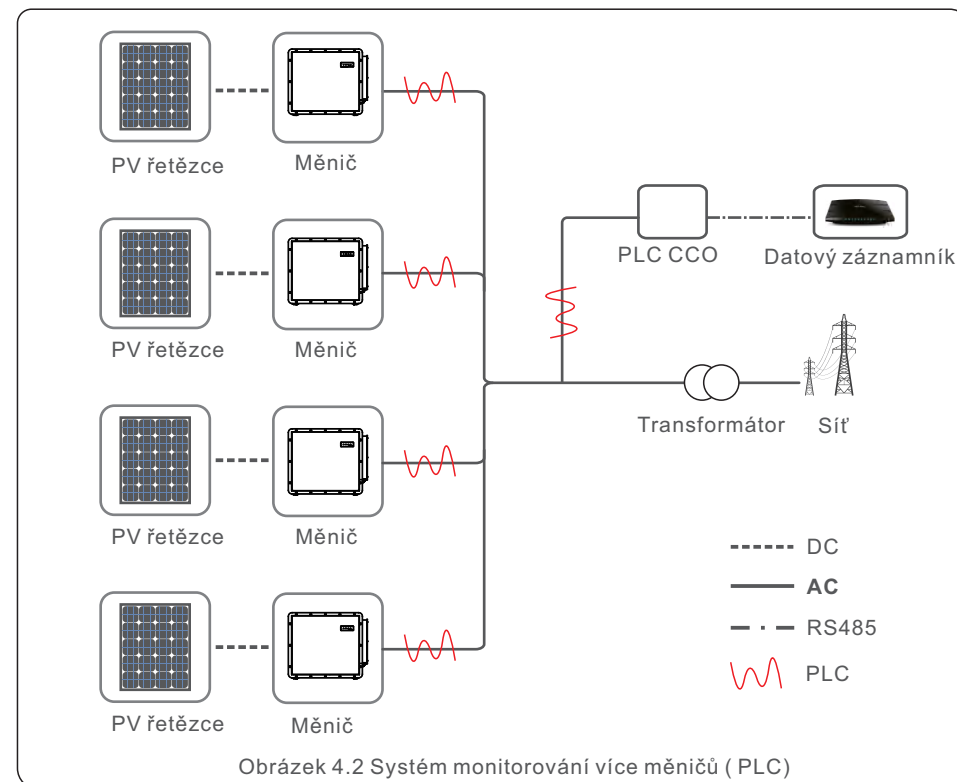 PV řetězce
Měnič
PV řetězce
Měnič
PLC CCO
Datový záznamník
Transformátor
Síť
PV řetězce
Měnič
PV řetězce
Měnič
DC
AC
RS485
PLC
Obrázek 4.2 Systém monitorování více měničů ( PLC)